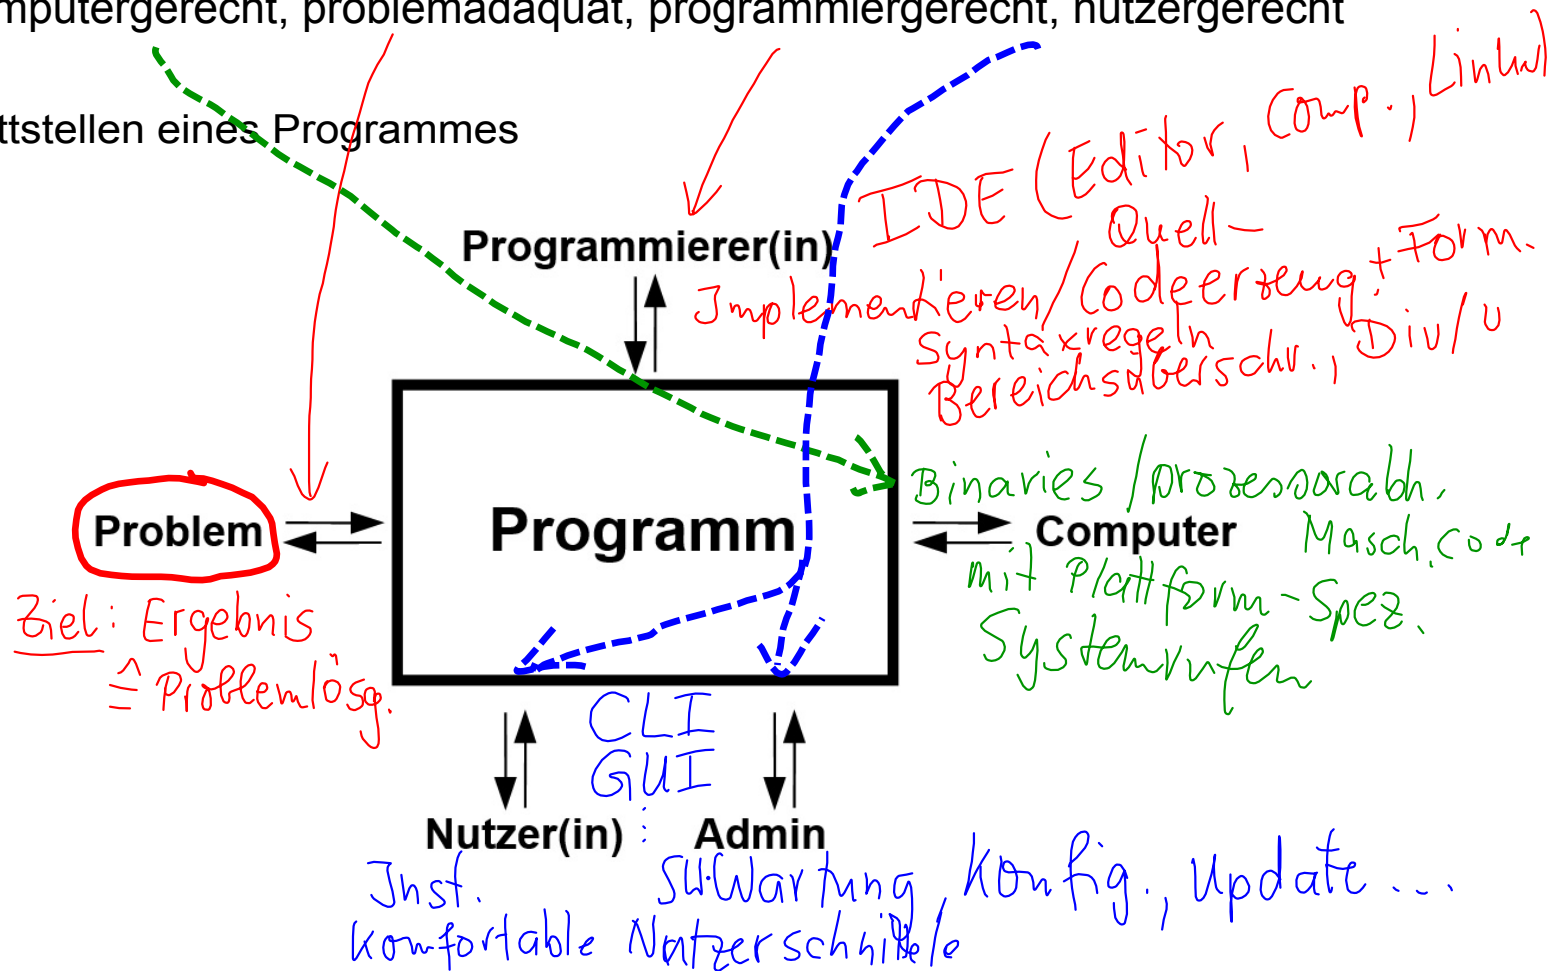 mputergerecht, problemadäquat, programmiergerecht, nutzergerecht
ttstellen eines Programmes
IDE (Editor, Comp., Linker)
Programmierer(in)
Quell-
Implementieren/Codeerzeug. + Form.
Syntaxregeln
Bereichsüberschr., Div/0
Binaries/prozessorabh.
Problem
Programm
Computer
Masch.code
mit Plattform-Spez.
Systemrufen
Ziel: Ergebnis
≙ Problemlösg.
CLI
GUI
Nutzer(in)
Admin
Inst. SW-Wartung, Konfig., Update...
Komfortable Nutzerschnittstelle